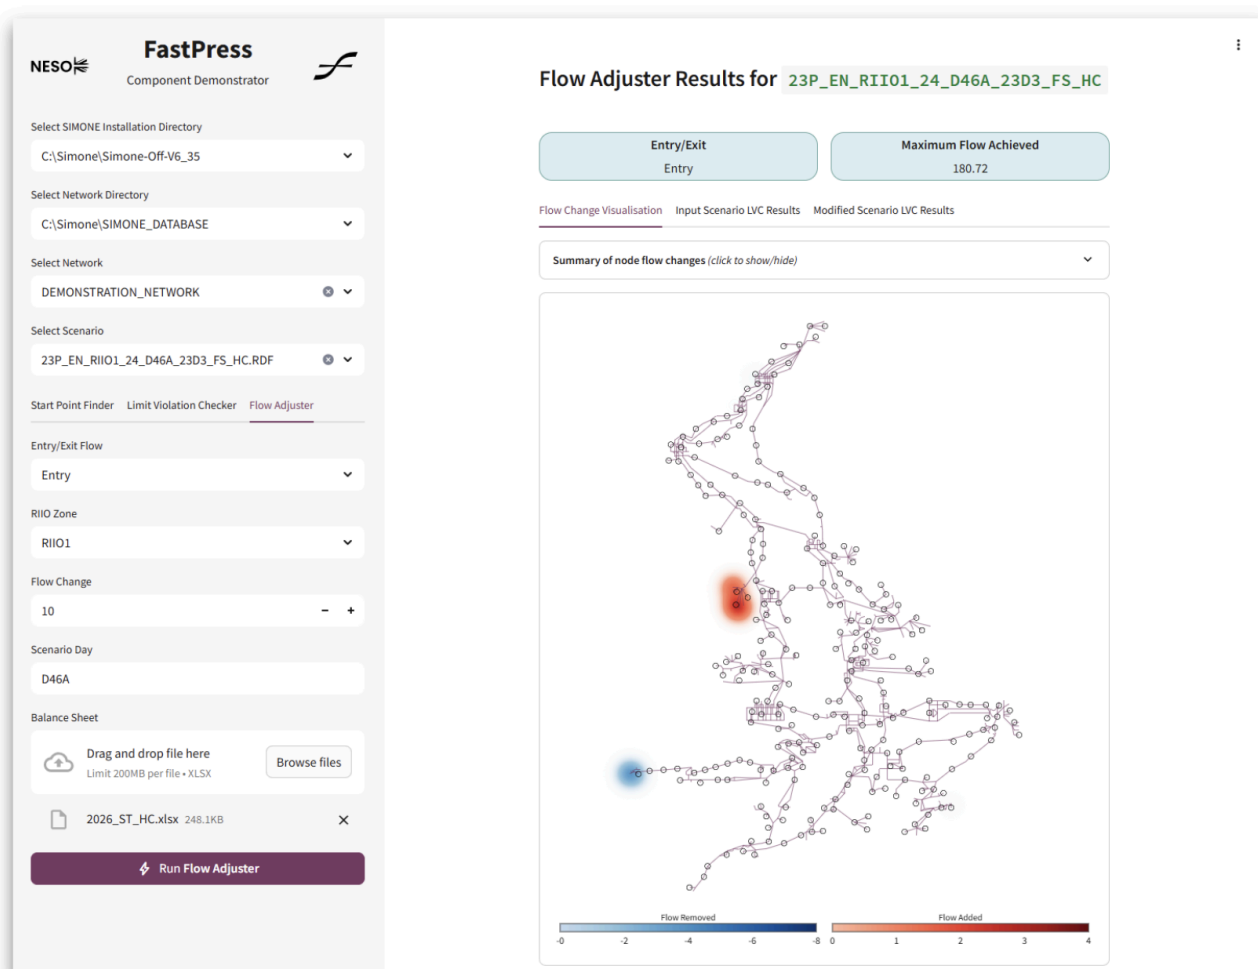 NESO
FastPress
Component Demonstrator
Select SIMONE Installation Directory
C:\Simone\Simone-Off-V6_35
Select Network Directory
C:\Simone\SIMONE_DATABASE
Select Network
DEMONSTRATION_NETWORK
Select Scenario
23P_EN_RIIO1_24_D46A_23D3_FS_HC.RDF
Start Point Finder Limit Violation Checker Flow Adjuster
Entry/Exit Flow
Entry
RIIO Zone
RIIO1
Flow Change
10 - +
Scenario Day
D46A
Balance Sheet
Drag and drop file here
Limit 200MB per file • XLSX
Browse files
2026_ST_HC.xlsx 248.1KB
Run Flow Adjuster
Flow Adjuster Results for 23P_EN_RIIO1_24_D46A_23D3_FS_HC
Entry/Exit
Entry
Maximum Flow Achieved
180.72
Flow Change Visualisation Input Scenario LVC Results Modified Scenario LVC Results
Summary of node flow changes (click to show/hide)
Flow Removed
-0 -2 -4 -6 -8
Flow Added
0 1 2 3 4